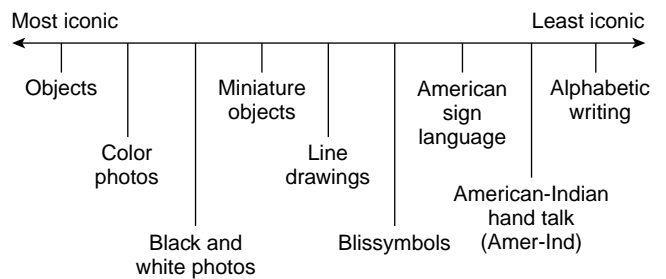 Most iconic
Least iconic
Objects
Color
photos
Black and
white photos
Miniature
objects
Line
drawings
Blissymbols
American
sign
language
American-Indian
hand talk
(Amer-Ind)
Alphabetic
writing